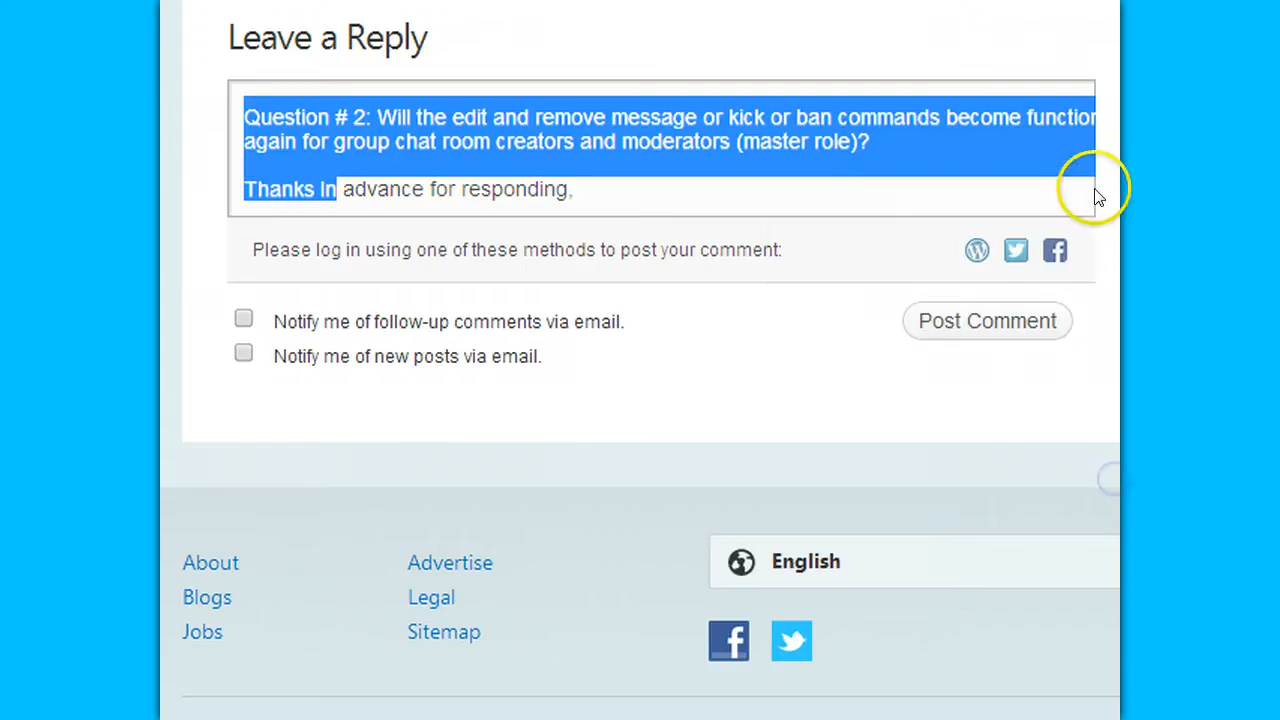 Leave a Reply
Question # 2: Will the edit and remove message or kick or ban commands become function
again for group chat room creators and moderators (master role)?
Thanks In advance for responding,
Please log in using one of these methods to post your comment:
Notify me of follow-up comments via email.
Post Comment
Notify me of new posts via email.
About
Advertise
English
Blogs
Legal
Jobs
Sitemap